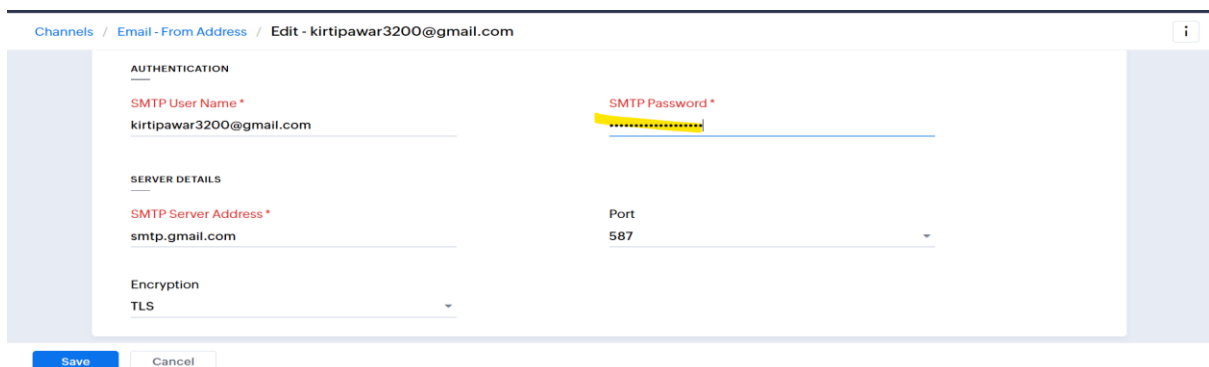 Channels / Email - From Address / Edit - kirtipawar3200@gmail.com
i
AUTHENTICATION
SMTP User Name *
SMTP Password *
kirtipawar3200@gmail.com
••••••••••••••••••
SERVER DETAILS
SMTP Server Address *
Port
smtp.gmail.com
587
Encryption
TLS
Save
Cancel